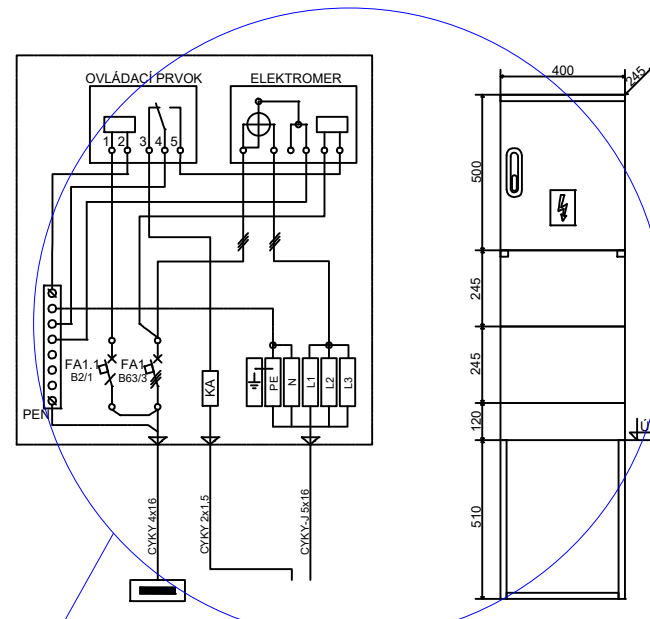 OVLÁDACÍ PRVOK
ELEKTROMER
1 2 3 4 5
FA1.1
B2/1
FA1
B63/3
PEN
KA
PE
N
L1
L2
L3
CYKY 4x16
CYKY 2x1,5
CYKY-J 5x16
400
245
500
245
245
120
510